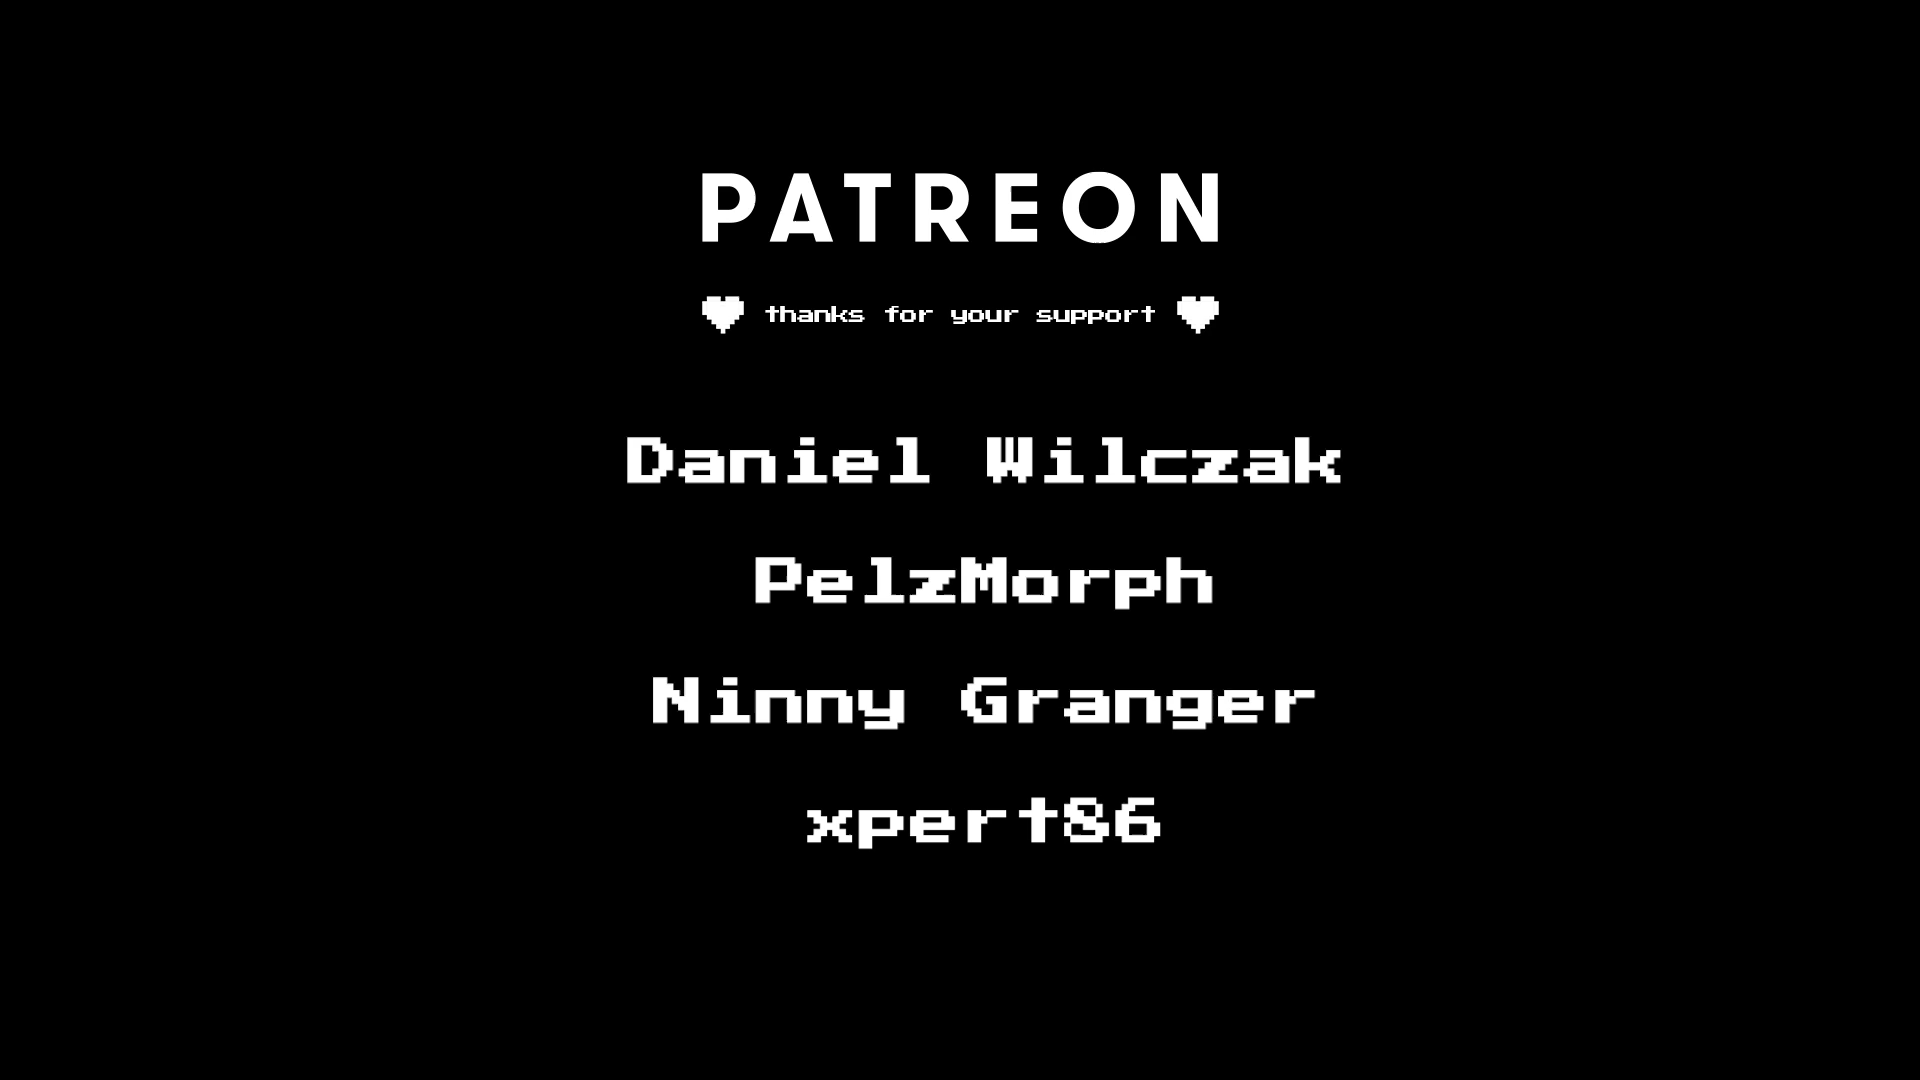 PATREON
thanks for your support
Daniel Wilczak
PelzMorph
Ninny Granger
xpert86